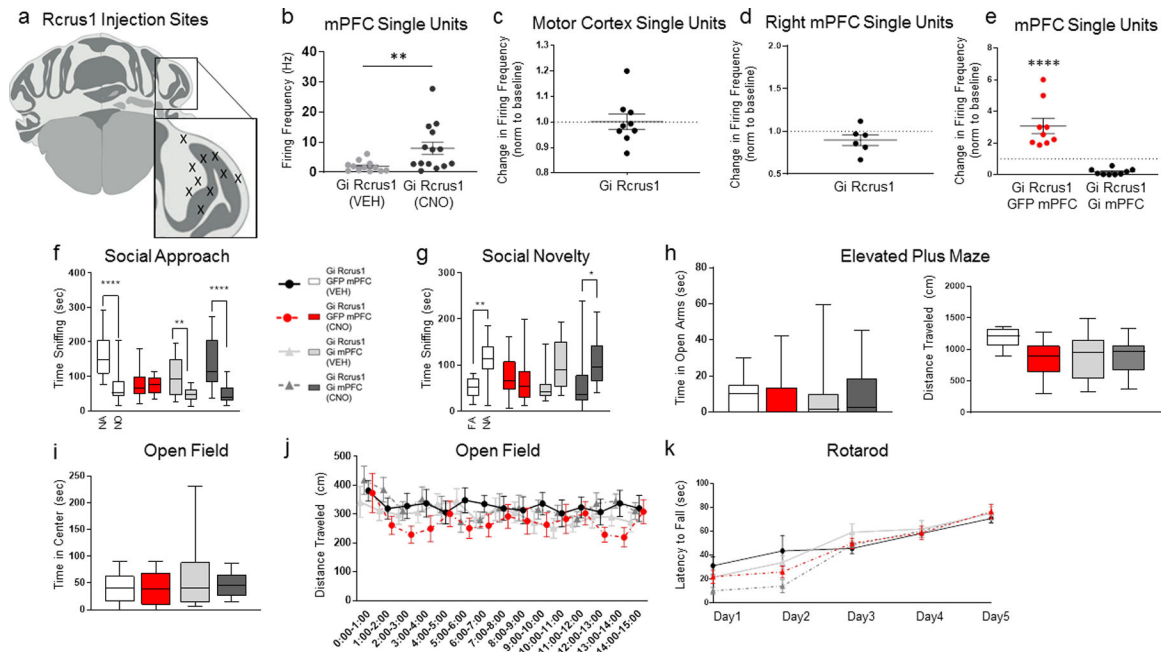 a Rcrus1 Injection Sites
X
X
X
X
X
X
X
X
X
X
b mPFC Single Units
**
Firing Frequency (Hz)
40
30
20
10
0
Gi Rcrus1
(VEH)
Gi Rcrus1
(CNO)
c Motor Cortex Single Units
Change in Firing Frequency
(norm to baseline)
1.3
1.2
1.1
1.0
0.9
0.8
Gi Rcrus1
d Right mPFC Single Units
Change in Firing Frequency
(norm to baseline)
2.0
1.5
1.0
0.5
Gi Rcrus1
e mPFC Single Units
****
Change in Firing Frequency
(norm to baseline)
8
6
4
2
0
Gi Rcrus1
GFP mPFC
Gi Rcrus1
Gi mPFC
f Social Approach
Time Sniffing (sec)
400
300
200
100
0
****
**
****
NA
NO
Gi Rcrus1
GFP mPFC
(VEH)
Gi Rcrus1
GFP mPFC
(CNO)
Gi Rcrus1
Gi mPFC
(VEH)
Gi Rcrus1
Gi mPFC
(CNO)
g Social Novelty
Time Sniffing (sec)
300
200
100
0
**
*
FA
NA
h Elevated Plus Maze
Time in Open Arms (sec)
80
60
40
20
0
Distance Traveled (cm)
2000
1500
1000
500
0
i Open Field
Time in Center (sec)
250
200
150
100
50
0
j Open Field
Distance Traveled (cm)
500
400
300
200
100
0
0:00-1:00
1:00-2:00
2:00-3:00
3:00-4:00
4:00-5:00
5:00-6:00
6:00-7:00
7:00-8:00
8:00-9:00
9:00-10:00
10:00-11:00
11:00-12:00
12:00-13:00
13:00-14:00
14:00-15:00
k Rotarod
Latency to Fall (sec)
100
80
60
40
20
0
Day1
Day2
Day3
Day4
Day5